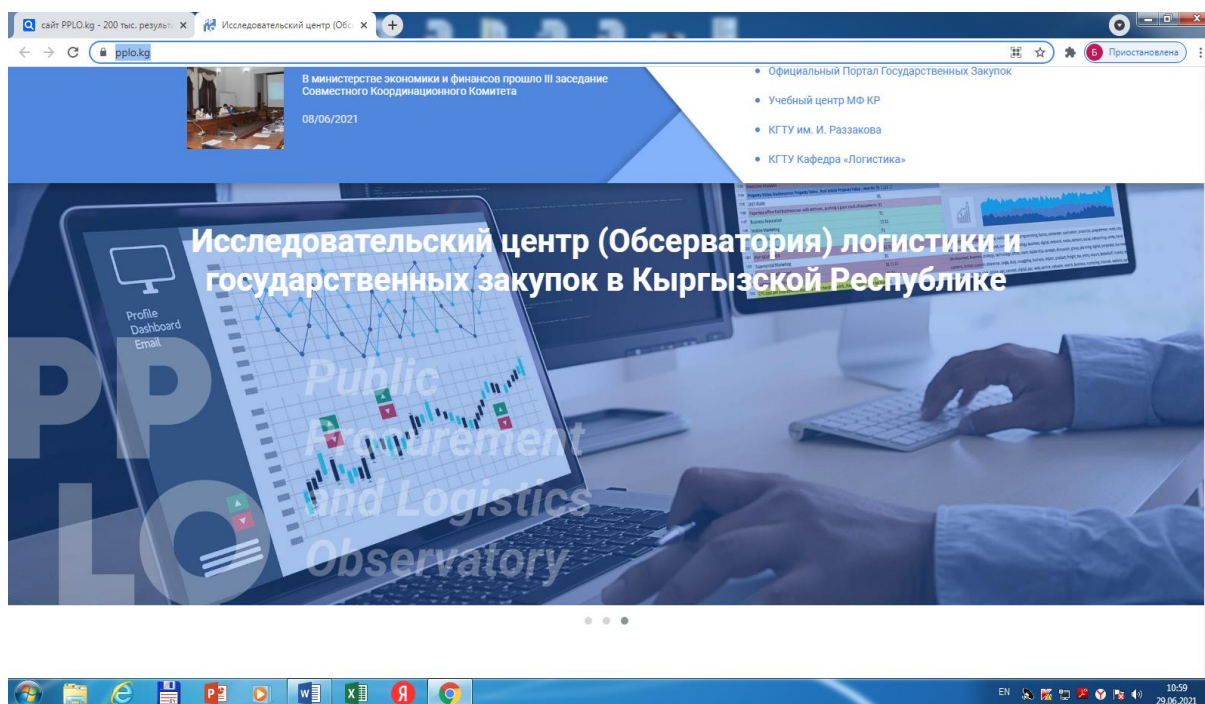 сайт PPLO.kg - 200 тыс. результ
Исследовательский центр (Обс
pplo.kg
Б Приостановлена
В министерстве экономики и финансов прошло III заседание
Совместного Координационного Комитета
08/06/2021
Официальный Портал Государственных Закупок
Учебный центр МФ КР
КГТУ им. И. Раззакова
КГТУ Кафедра «Логистика»
Исследовательский центр (Обсерватория) логистики и
государственных закупок в Кыргызской Республике
Profile
Dashboard
Email
PP
LO
Public
Procurement
and Logistics
Observatory
EN
10:59
29.06.2021